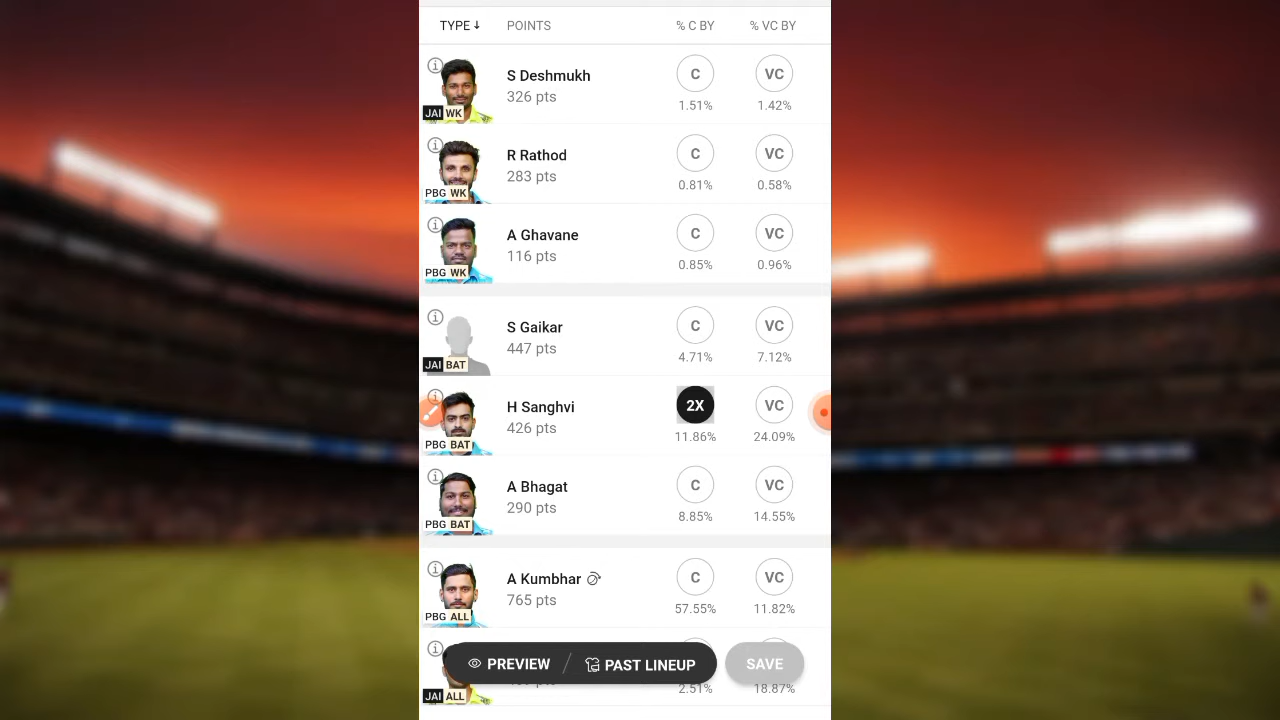 TYPE↓ POINTS % C BY % VC BY
S Deshmukh
326 pts
C VC
1.51% 1.42%
JAI WK
R Rathod
283 pts
C VC
0.81% 0.58%
PBG WK
A Ghavane
116 pts
C VC
0.85% 0.96%
PBG WK
S Gaikar
447 pts
C VC
4.71% 7.12%
JAI BAT
H Sanghvi
426 pts
2X VC
11.86% 24.09%
PBG BAT
A Bhagat
290 pts
C VC
8.85% 14.55%
PBG BAT
A Kumbhar
765 pts
C VC
57.55% 11.82%
PBG ALL
PREVIEW / PAST LINEUP SAVE
2.51% 18.87%
JAI ALL